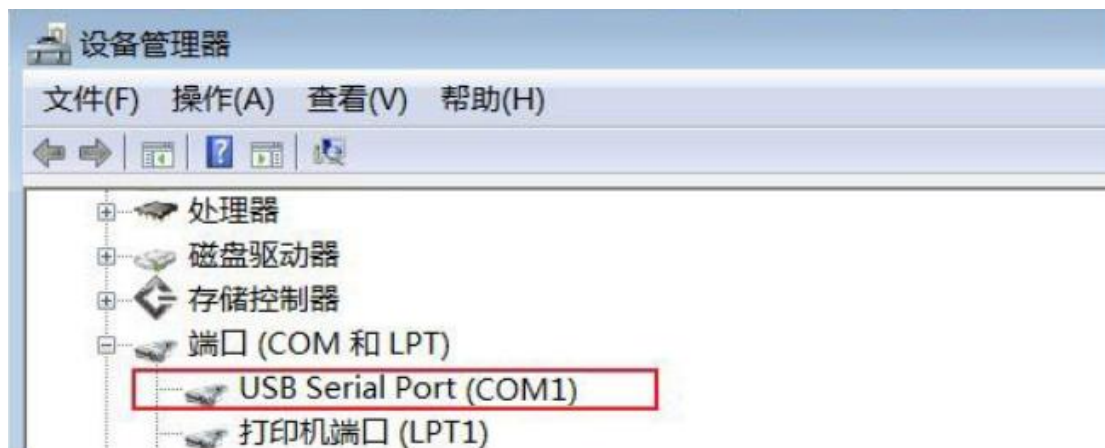 设备管理器
文件(F) 操作(A) 查看(V) 帮助(H)
处理器
磁盘驱动器
存储控制器
端口 (COM 和 LPT)
USB Serial Port (COM1)
打印机端口 (LPT1)